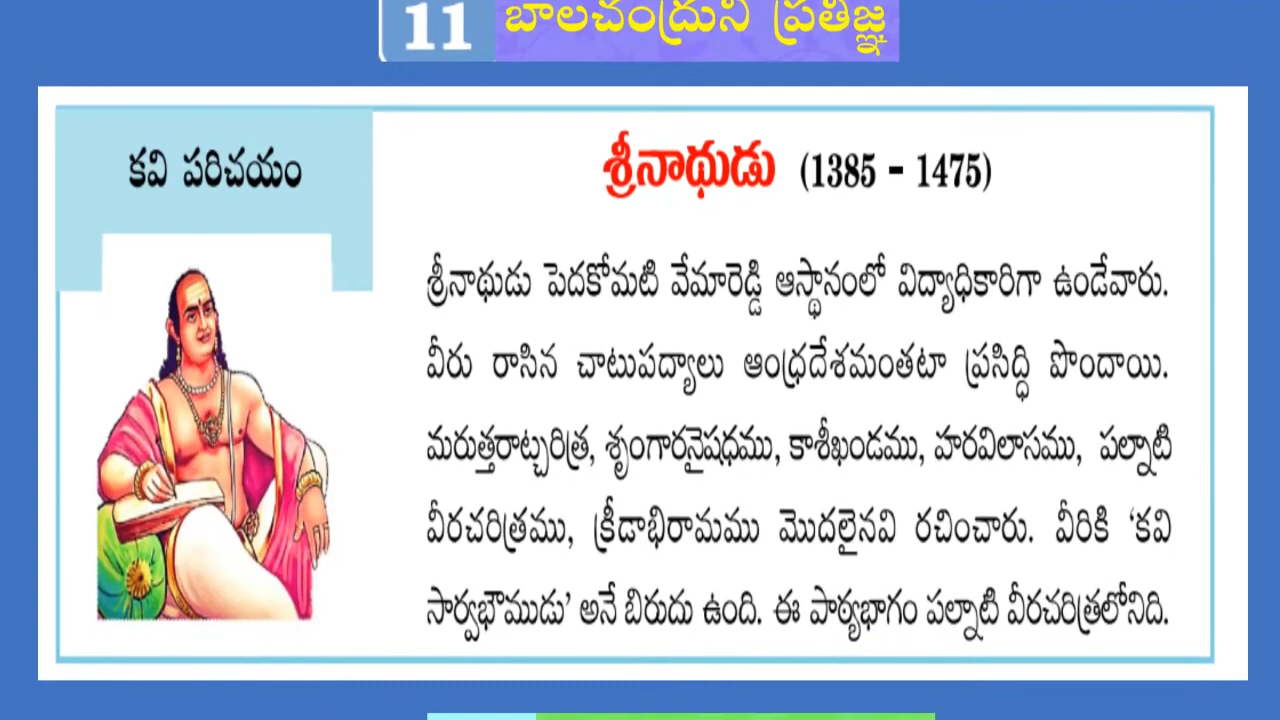 11 బాలచంద్రుని ప్రతిజ్ఞ
కవి పరిచయం
శ్రీనాథుడు (1385 - 1475)
శ్రీనాథుడు పెదకోమటి వేమారెడ్డి ఆస్థానంలో విద్యాధికారిగా ఉండేవారు.
వీరు రాసిన చాటుపద్యాలు ఆంధ్రదేశమంతటా ప్రసిద్ధి పొందాయి.
మరుత్తరాట్చరిత్ర, శృంగారనైషధము, కాశీఖండము, హరవిలాసము, పల్నాటి
వీరచరిత్రము, క్రీడాభిరామము మొదలైనవి రచించారు. వీరికి ‘కవి
సార్వభౌముడు’ అనే బిరుదు ఉంది. ఈ పాఠ్యభాగం పల్నాటి వీరచరిత్రలోనిది.